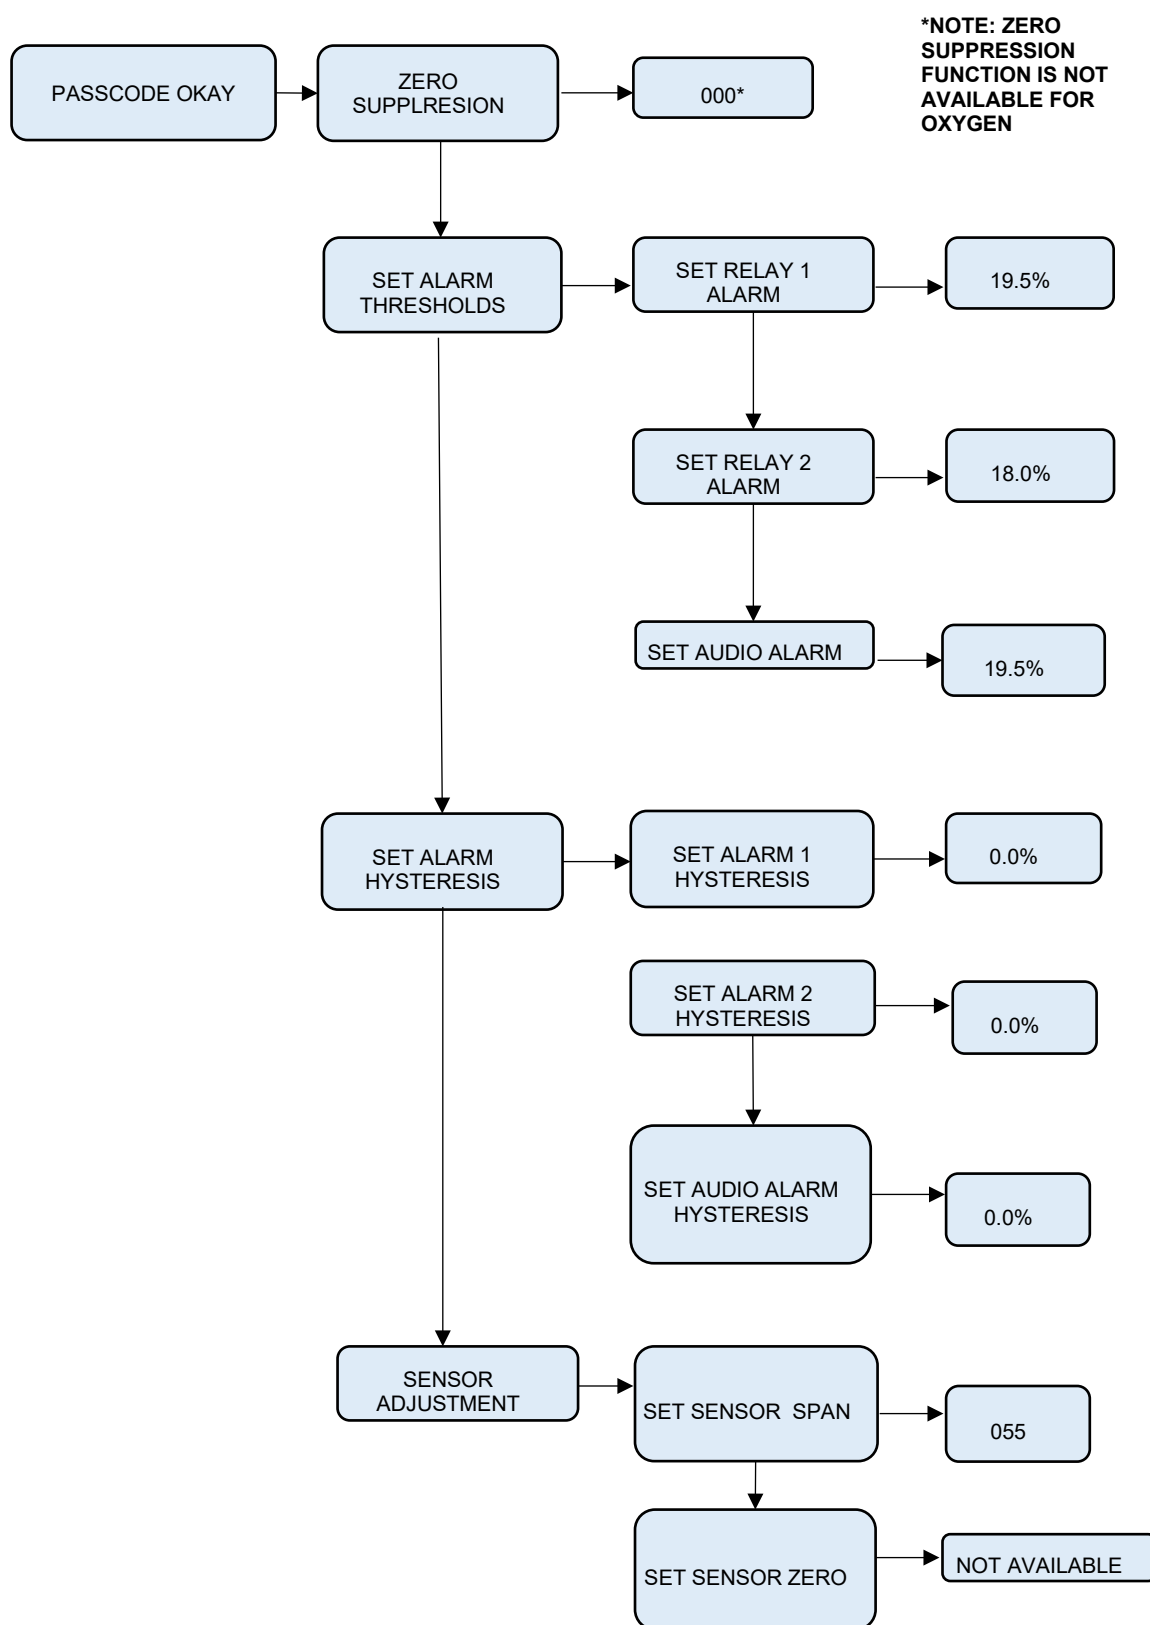 *NOTE: ZERO
SUPPRESSION
FUNCTION IS NOT
AVAILABLE FOR
OXYGEN
PASSCODE OKAY
ZERO
SUPPLRESION
000*
SET ALARM
THRESHOLDS
SET RELAY 1
ALARM
19.5%
SET RELAY 2
ALARM
18.0%
SET AUDIO ALARM
19.5%
SET ALARM
HYSTERESIS
SET ALARM 1
HYSTERESIS
0.0%
SET ALARM 2
HYSTERESIS
0.0%
SET AUDIO ALARM
HYSTERESIS
0.0%
SENSOR
ADJUSTMENT
SET SENSOR  SPAN
055
SET SENSOR ZERO
NOT AVAILABLE